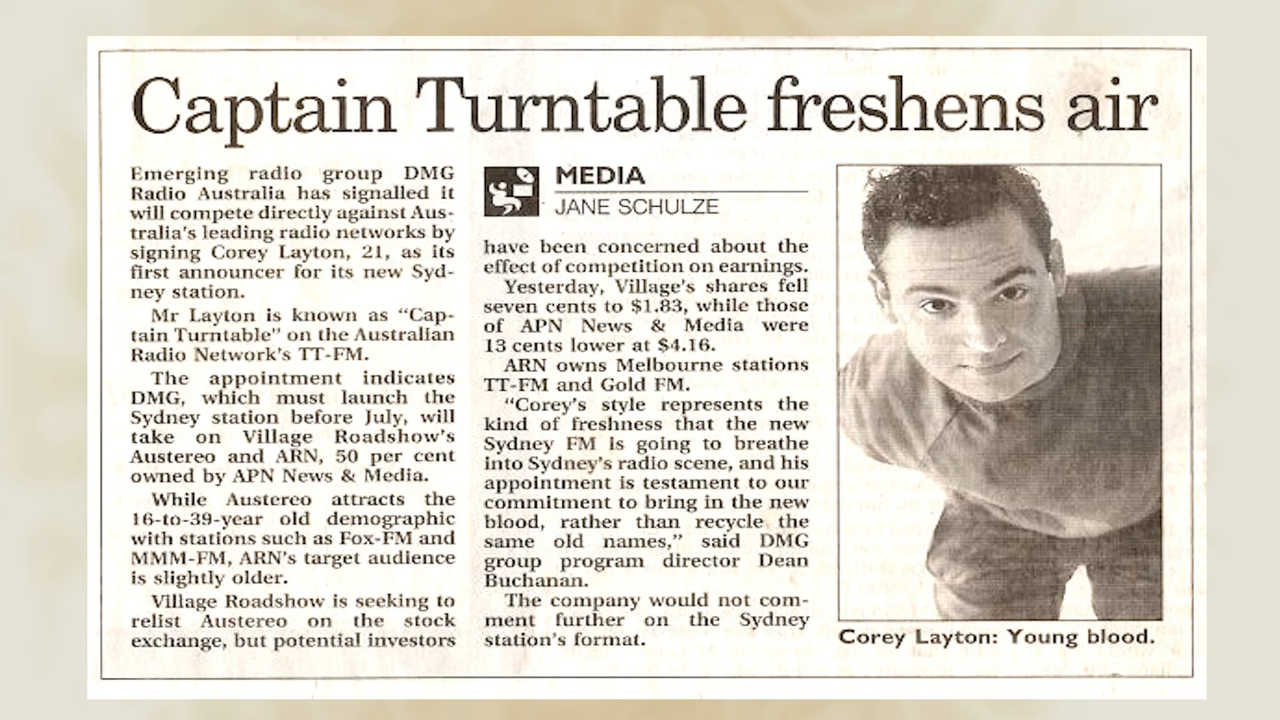 Captain Turntable freshens air
Emerging radio group DMG
Radio Australia has signalled it
will compete directly against Aus-
tralia's leading radio networks by
signing Corey Layton, 21, as its
first announcer for its new Syd-
ney station.
Mr Layton is known as "Cap-
tain Turntable" on the Australian
Radio Network's TT-FM.
The appointment indicates
DMG, which must launch the
Sydney station before July, will
take on Village Roadshow's
Austereo and ARN, 50 per cent
owned by APN News & Media.
While Austereo attracts the
16-to-39-year old demographic
with stations such as Fox-FM and
MMM-FM, ARN's target audience
is slightly older.
Village Roadshow is seeking to
relist Austereo on the stock
exchange, but potential investors
MEDIA
JANE SCHULZE
have been concerned about the
effect of competition on earnings.
Yesterday, Village's shares fell
seven cents to $1.83, while those
of APN News & Media were
13 cents lower at $4.16.
ARN owns Melbourne stations
TT-FM and Gold FM.
"Corey's style represents the
kind of freshness that the new
Sydney FM is going to breathe
into Sydney's radio scene, and his
appointment is testament to our
commitment to bring in the new
blood, rather than recycle the
same old names," said DMG
group program director Dean
Buchanan.
The company would not com-
ment further on the Sydney
station's format.
Corey Layton: Young blood.